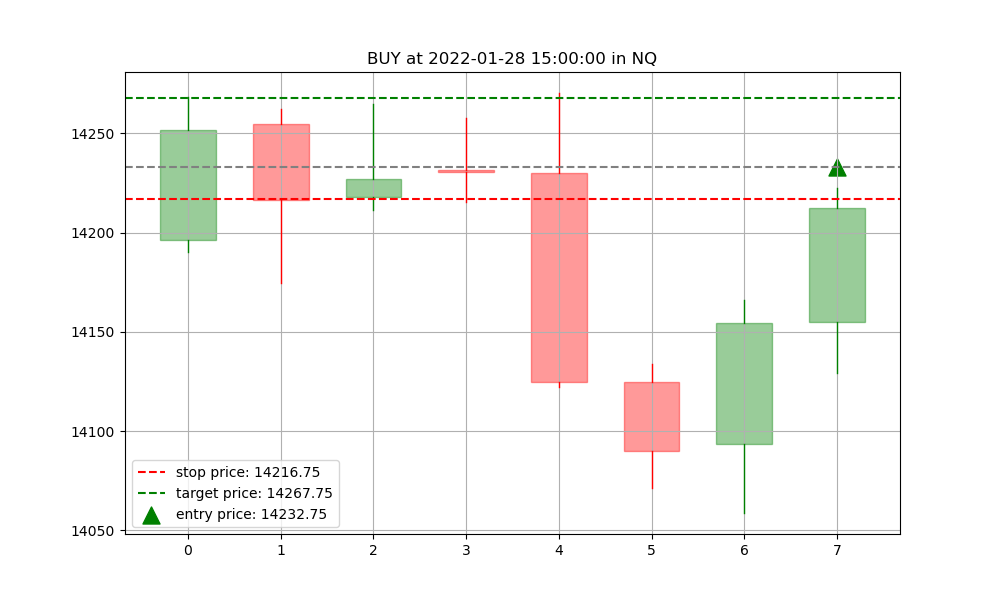 BUY at 2022-01-28 15:00:00 in NQ
14250
14200
14150
14100
14050
stop price: 14216.75
target price: 14267.75
entry price: 14232.75
0 1 2 3 4 5 6 7